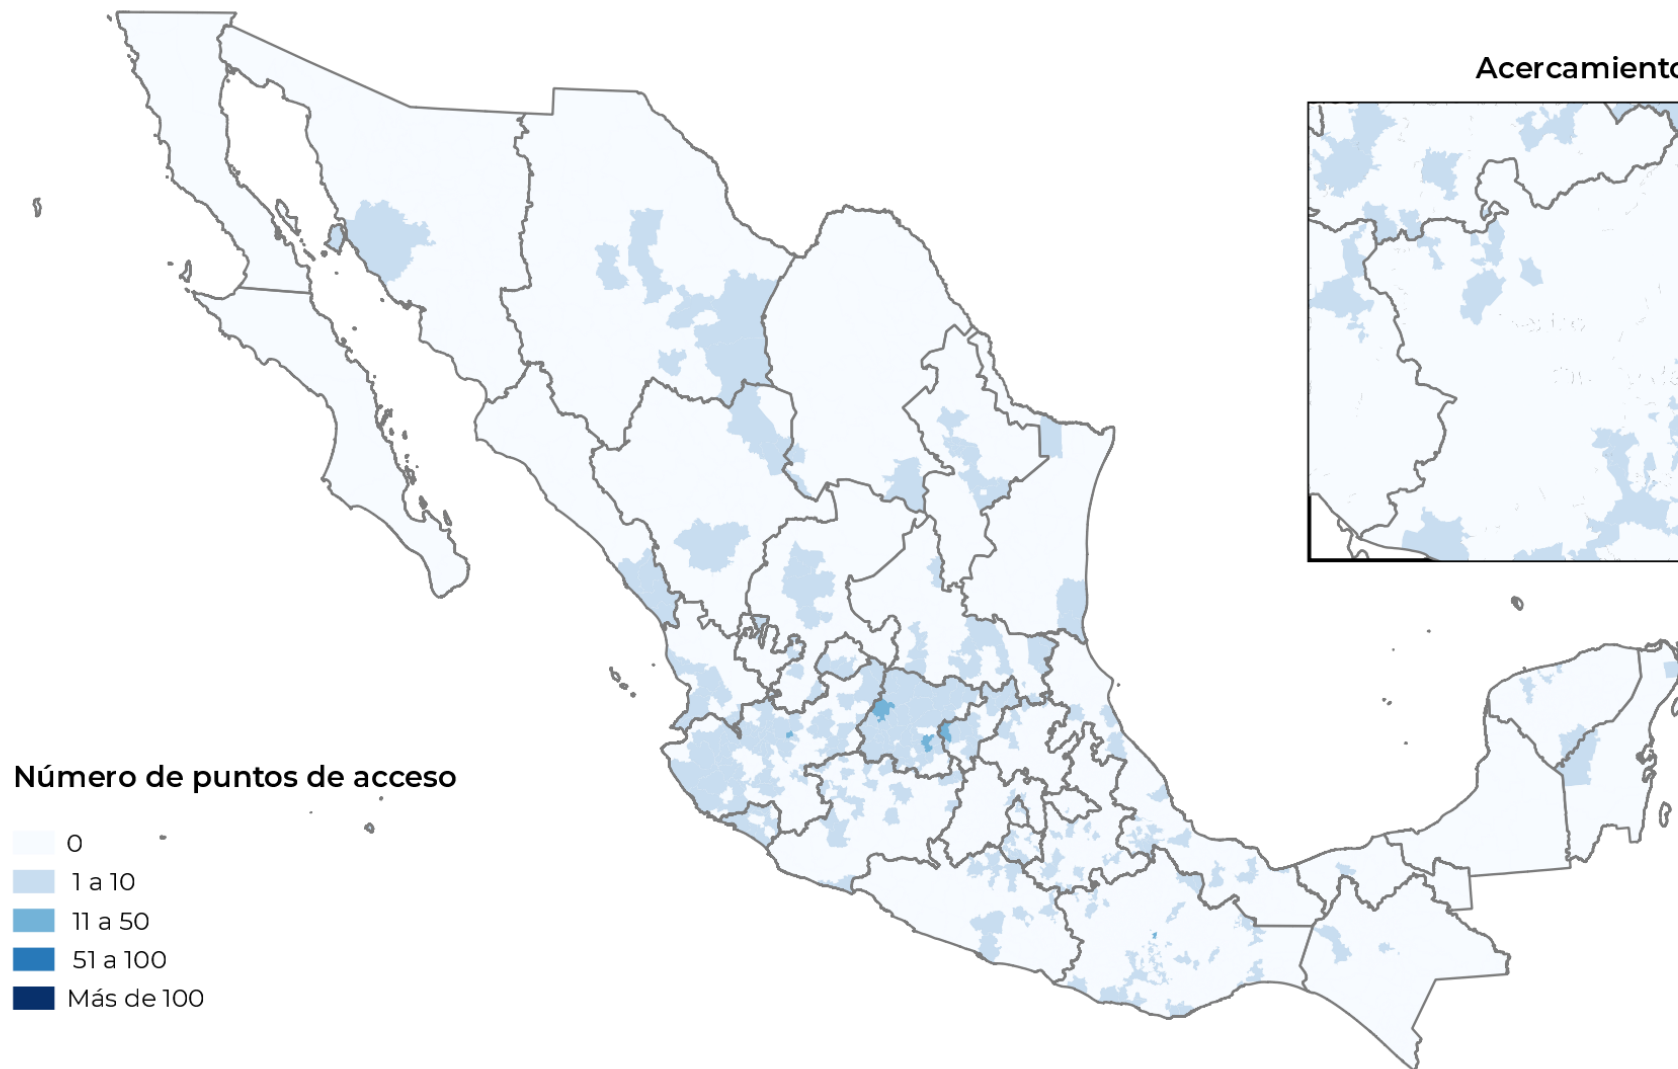 Acercamiento
Número de puntos de acceso
0
1 a 10
11 a 50
51 a 100
Más de 100